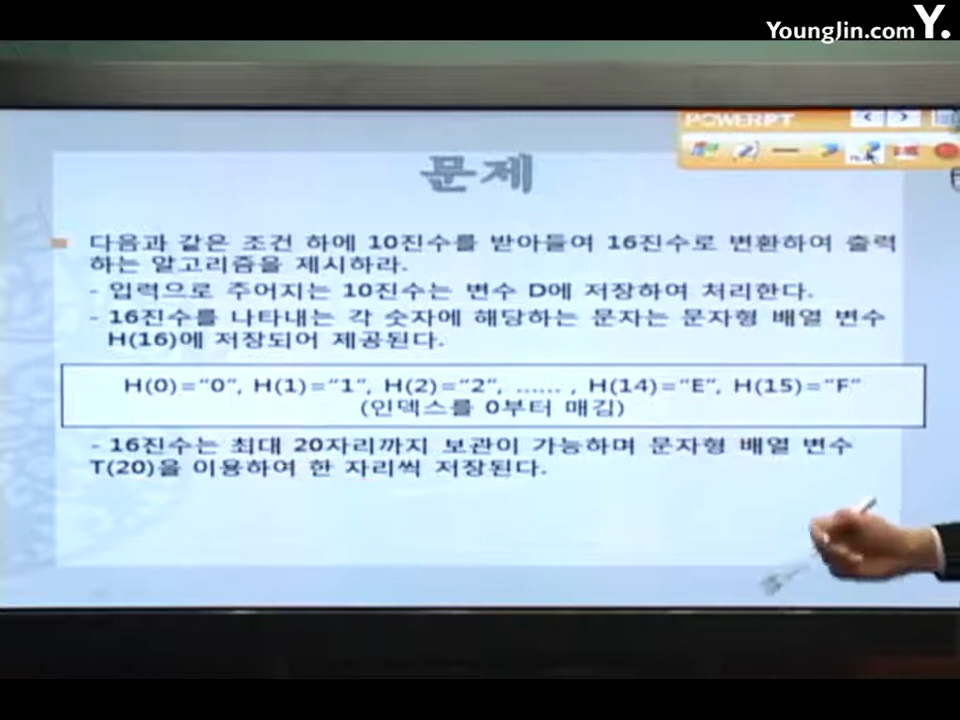 YoungJin.com Y.
POWERPT
문제
다음과 같은 조건 하에 10진수를 받아들여 16진수로 변환하여 출력
하는 알고리즘을 제시하라.
- 입력으로 주어지는 10진수는 변수 D에 저장하여 처리한다.
- 16진수를 나타내는 각 숫자에 해당하는 문자는 문자형 배열 변수
H(16)에 저장되어 제공된다.
H(0)="0", H(1)="1", H(2)="2", ...... , H(14)="E", H(15)="F"
(인덱스를 0부터 매김)
- 16진수는 최대 20자리까지 보관이 가능하며 문자형 배열 변수
T(20)을 이용하여 한 자리씩 저장된다.